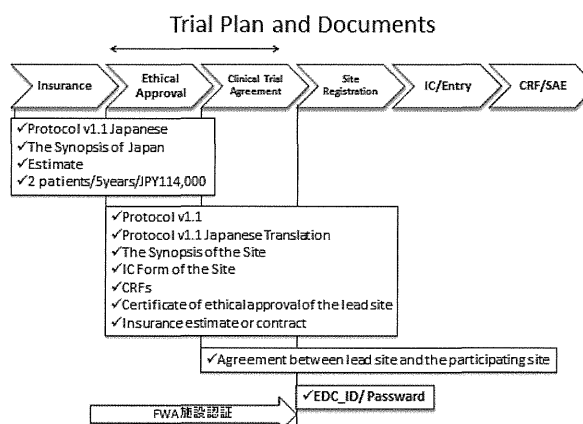 Trial Plan and Documents
Insurance
Ethical
Approval
Clinical Trial
Agreement
Site
Registration
IC/Entry
CRF/SAE
✓Protocol v1.1 Japanese
✓The Synopsis of Japan
✓Estimate
✓2 patients/5years/JPY114,000
✓Protocol v1.1
✓Protocol v1.1 Japanese Translation
✓The Synopsis of the Site
✓IC Form of the Site
✓CRFs
✓Certificate of ethical approval of the lead site
✓Insurance estimate or contract
✓Agreement between lead site and the participating site
✓EDC_ID/ Passward
FWA施設認証